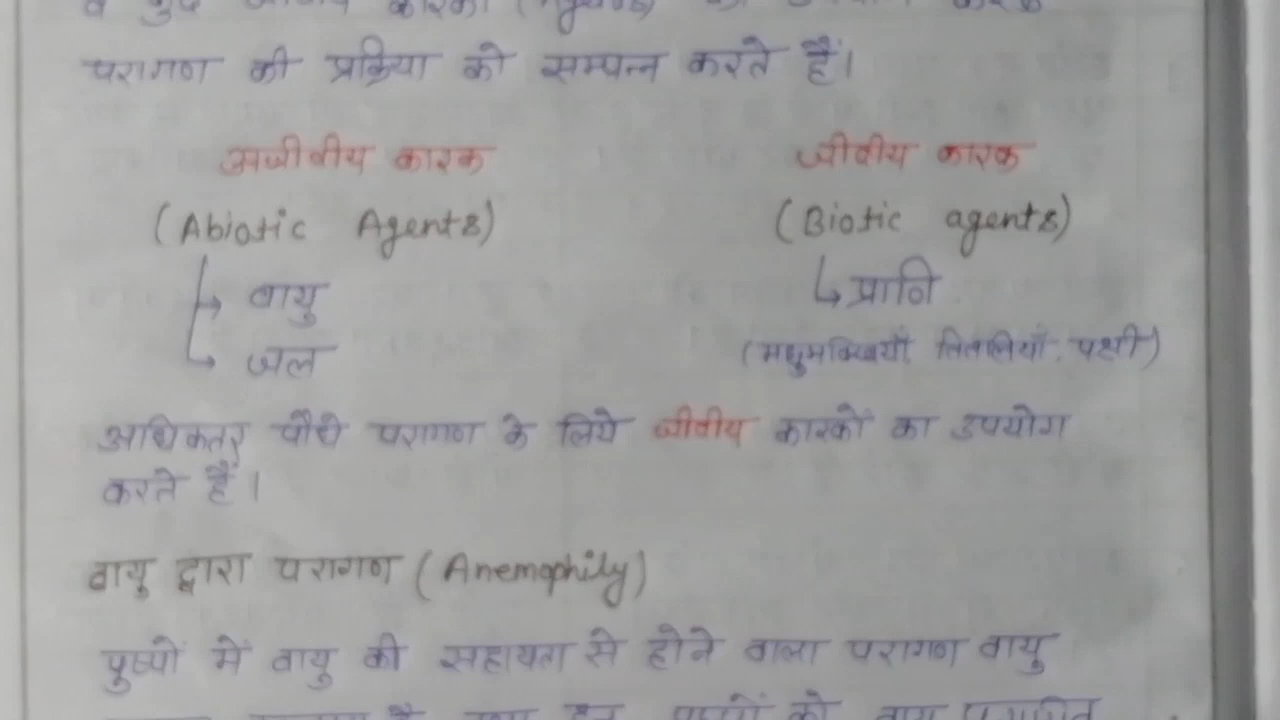 परागण की प्रक्रिया को सम्पन्न करते हैं।
अजीवीय कारक जीवीय कारक
(Abiotic Agents) (Biotic agents)
वायु प्रानि
जल (मधुमक्खियाँ तितलियाँ, पक्षी)
अधिकतर पौधे परागण के लिये जीवीय कारकों का उपयोग
करते हैं।
वायु द्वारा परागण (Anemophily)
पुष्पों में वायु की सहायता से होने वाला परागण वायु